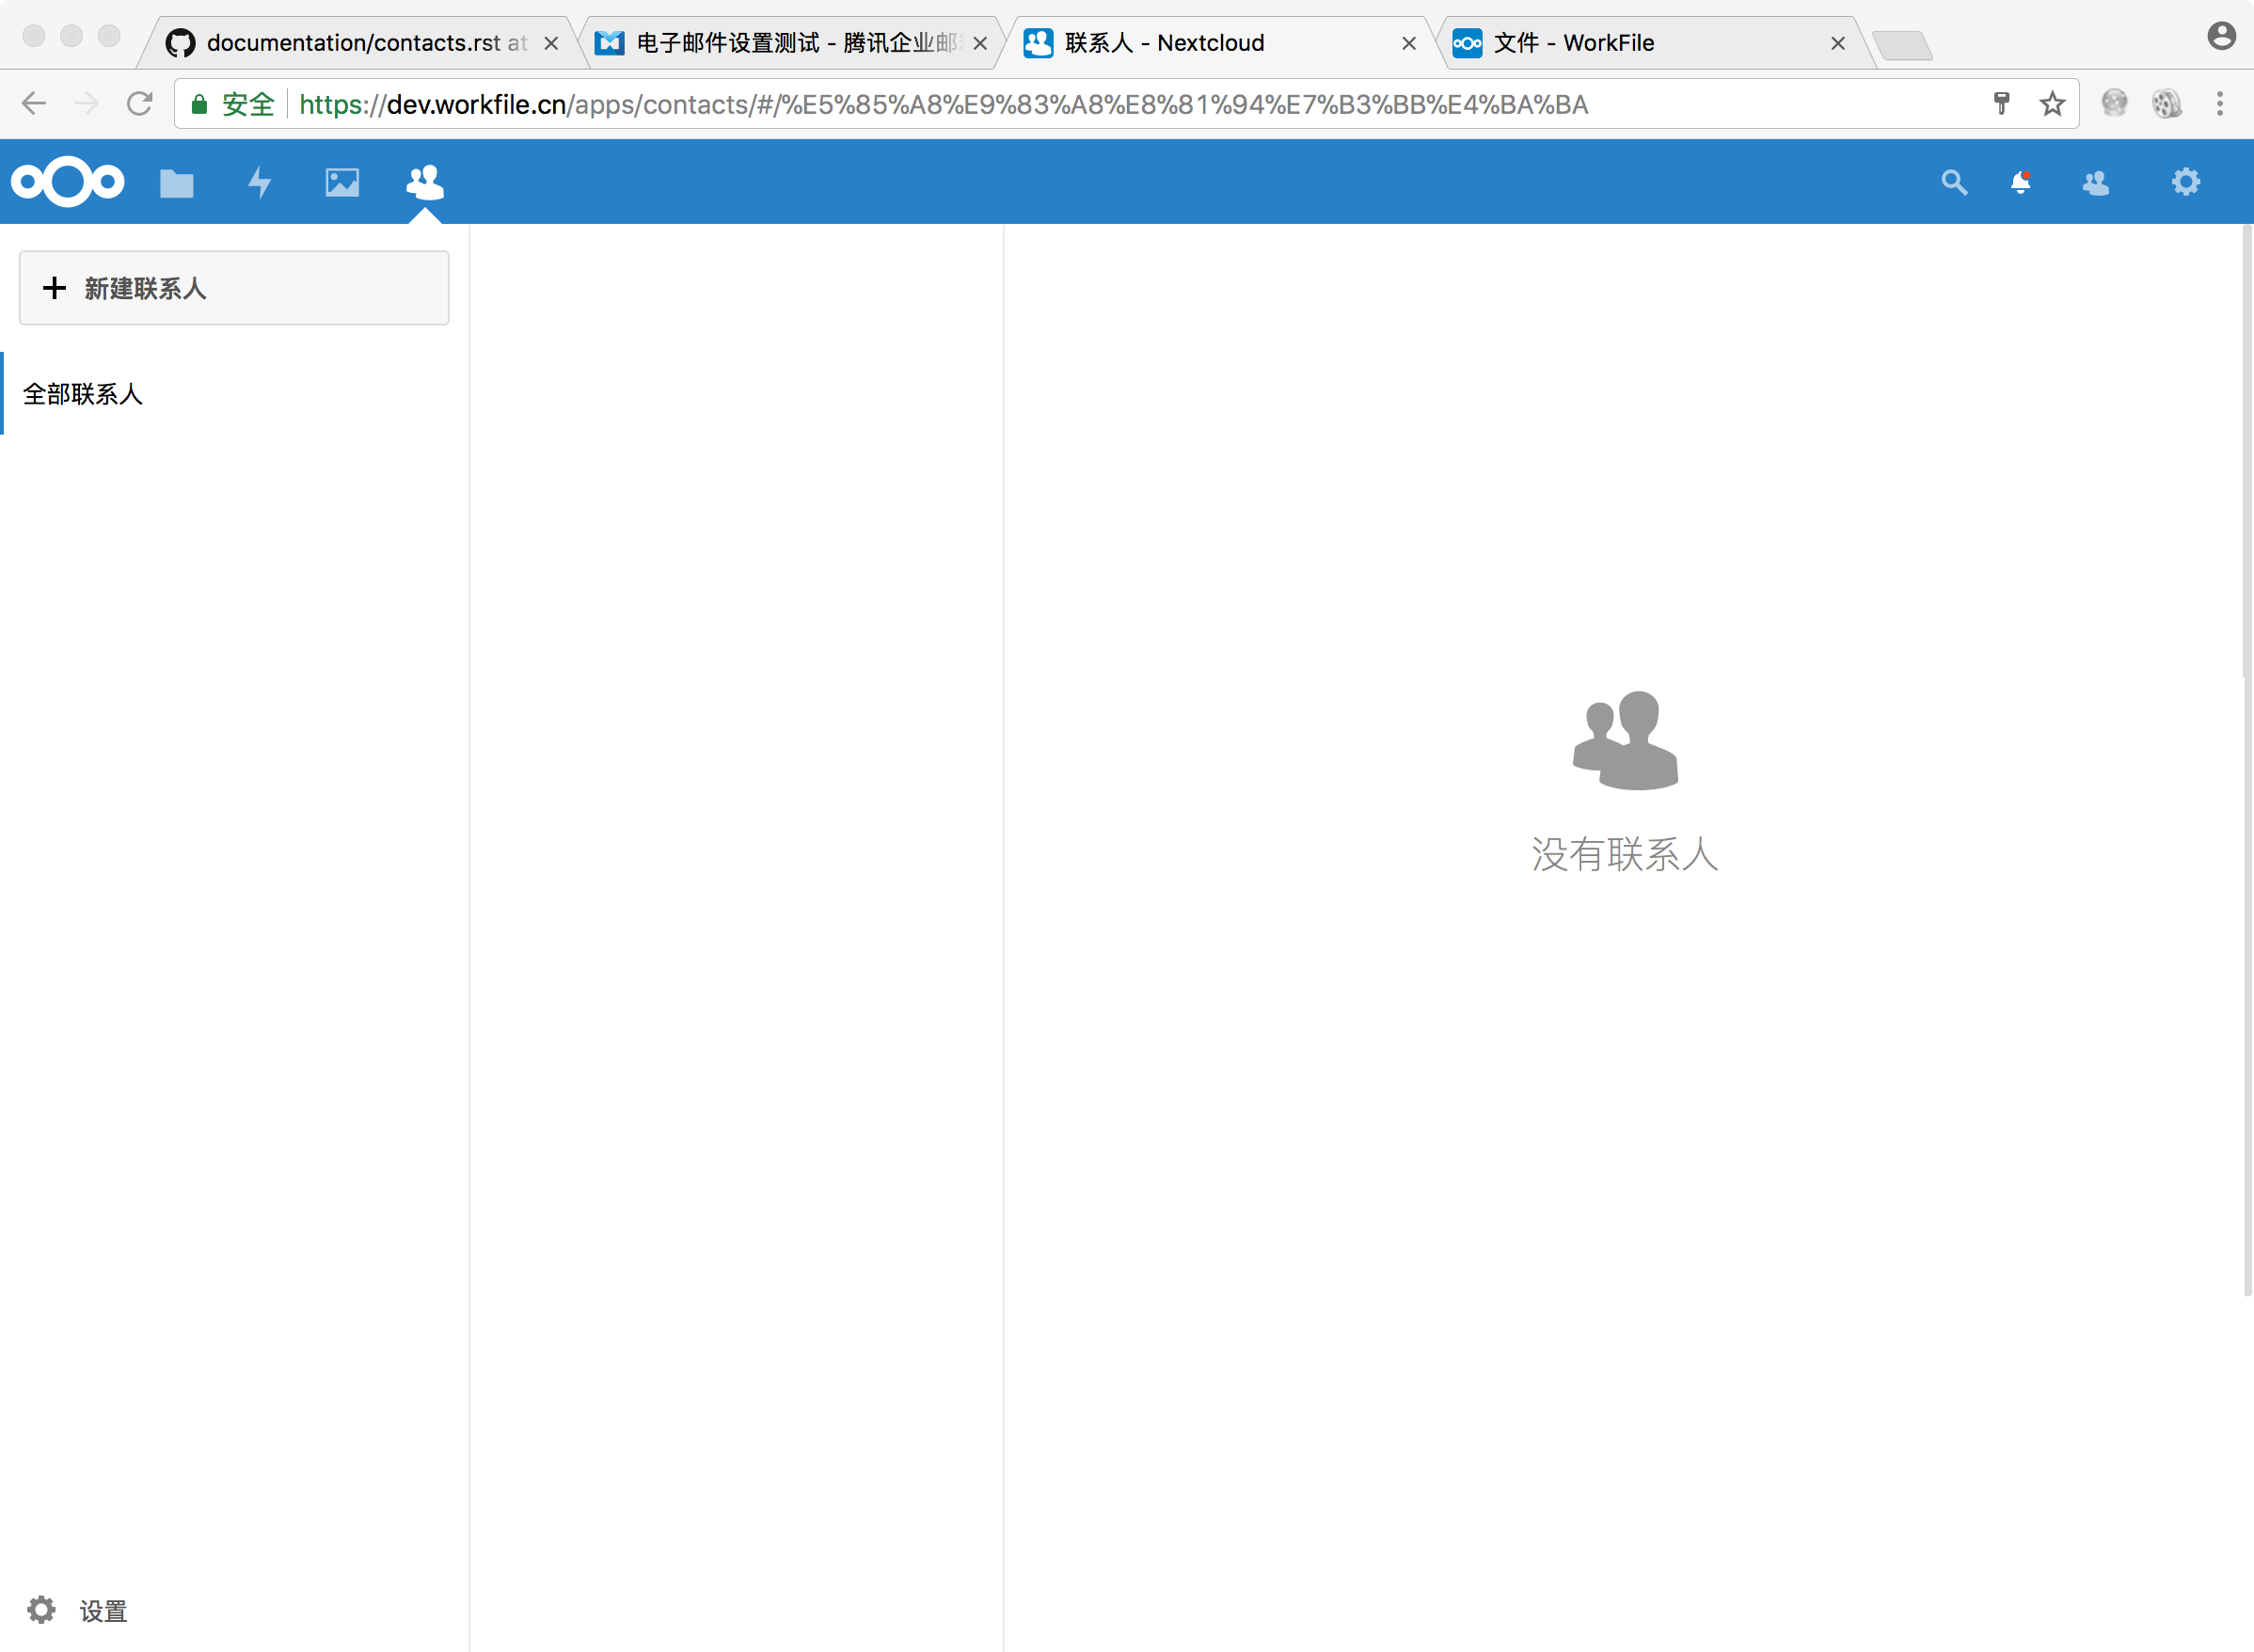 documentation/contacts.rst at
电子邮件设置测试 - 腾讯企业邮
联系人 - Nextcloud
文件 - WorkFile
安全
https://dev.workfile.cn/apps/contacts/#/%E5%85%A8%E9%83%A8%E8%81%94%E7%B3%BB%E4%BA%BA
新建联系人
全部联系人
没有联系人
设置